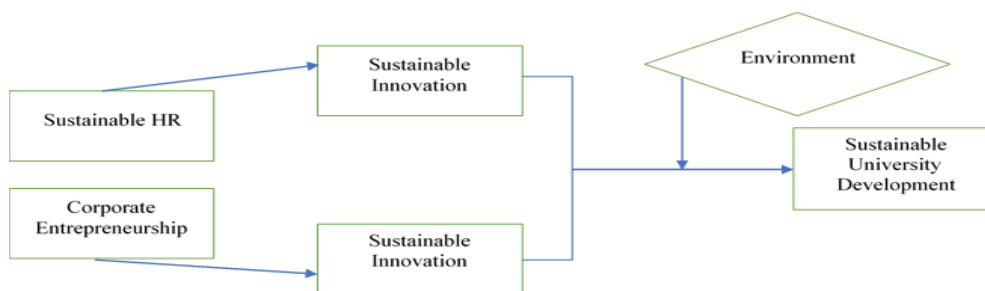 Sustainable HR
Sustainable
Innovation
Environment
Sustainable
University
Development
Corporate
Entrepreneurship
Sustainable
Innovation